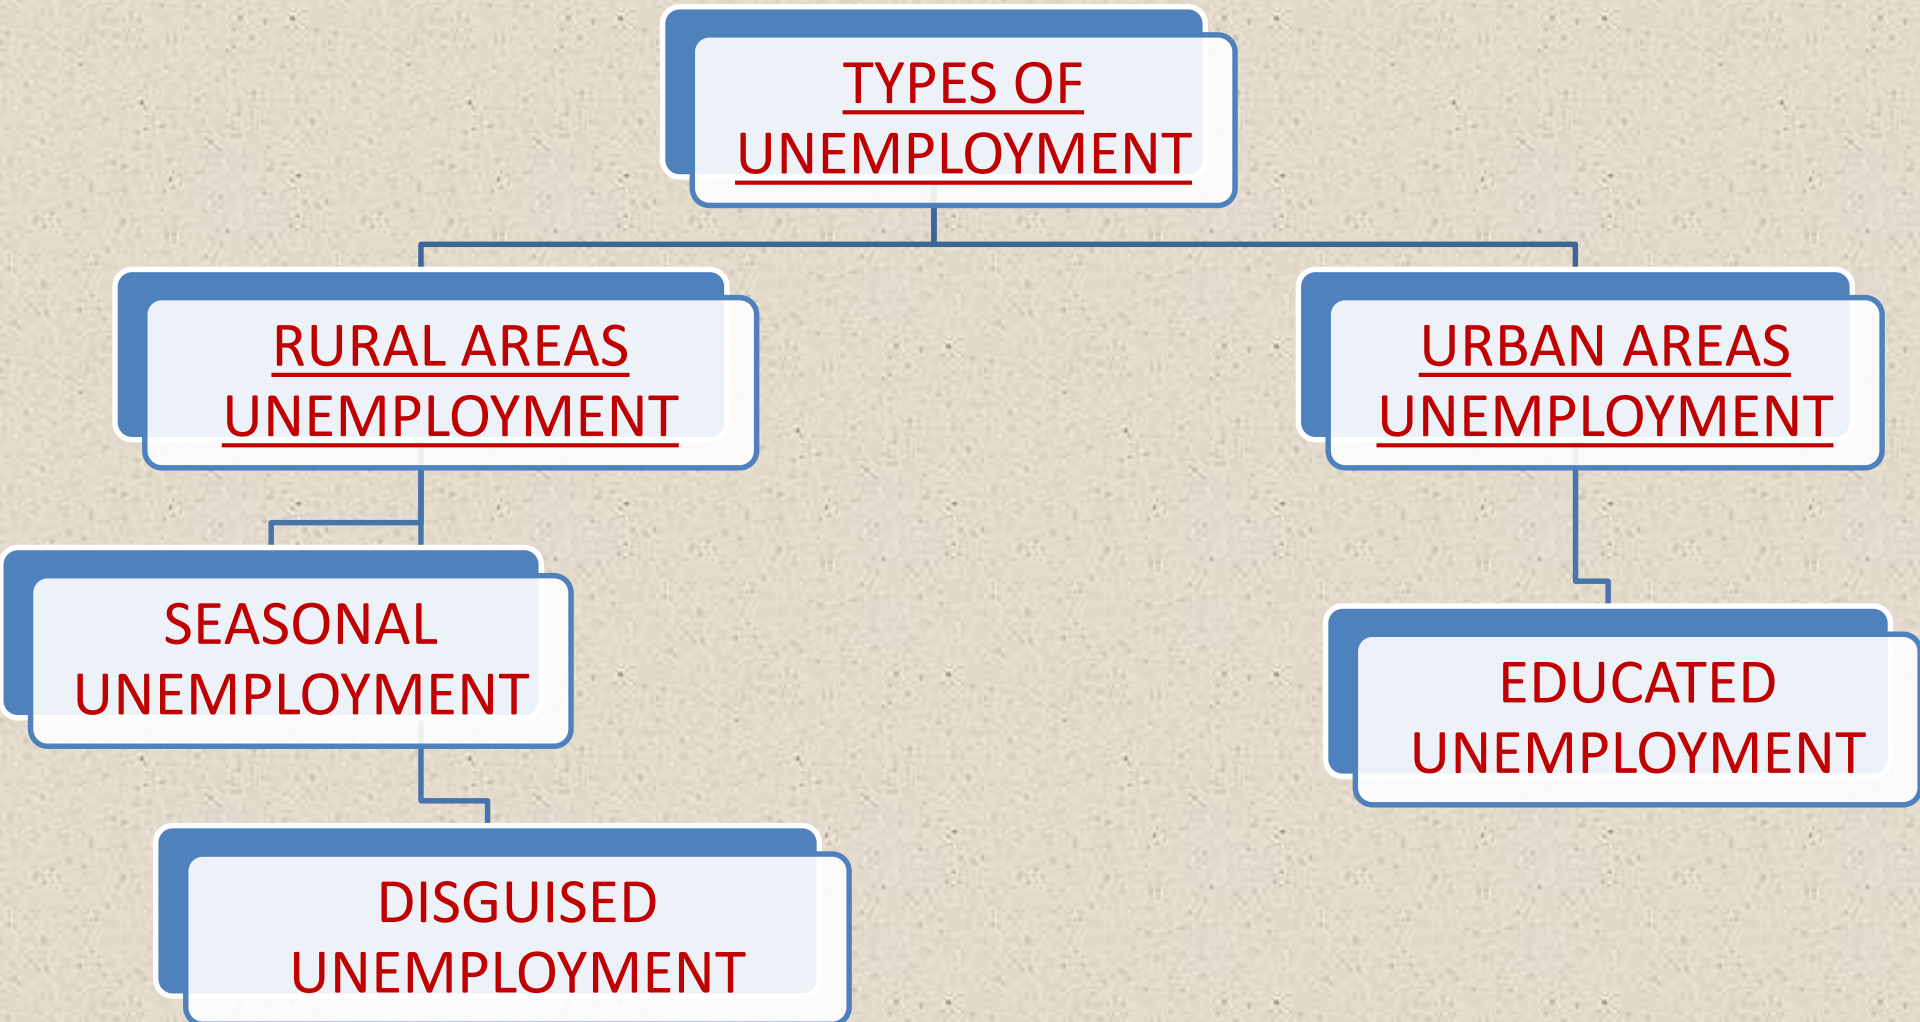 TYPES OF
UNEMPLOYMENT
RURAL AREAS
UNEMPLOYMENT
URBAN AREAS
UNEMPLOYMENT
SEASONAL
UNEMPLOYMENT
EDUCATED
UNEMPLOYMENT
DISGUISED
UNEMPLOYMENT